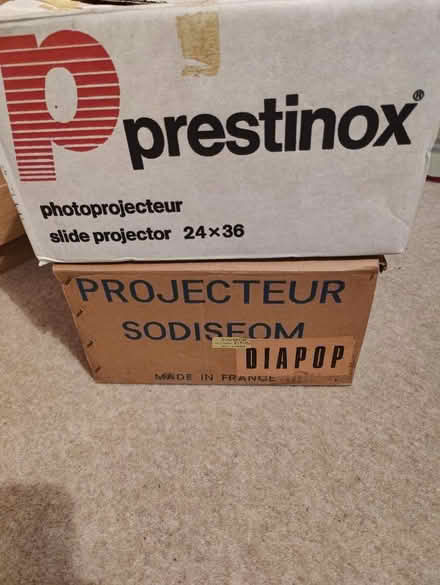 p prestinox®
photoprojecteur
slide projector 24×36
PROJECTEUR
SODISEOM
DIAPOP
MADE IN FRANCE